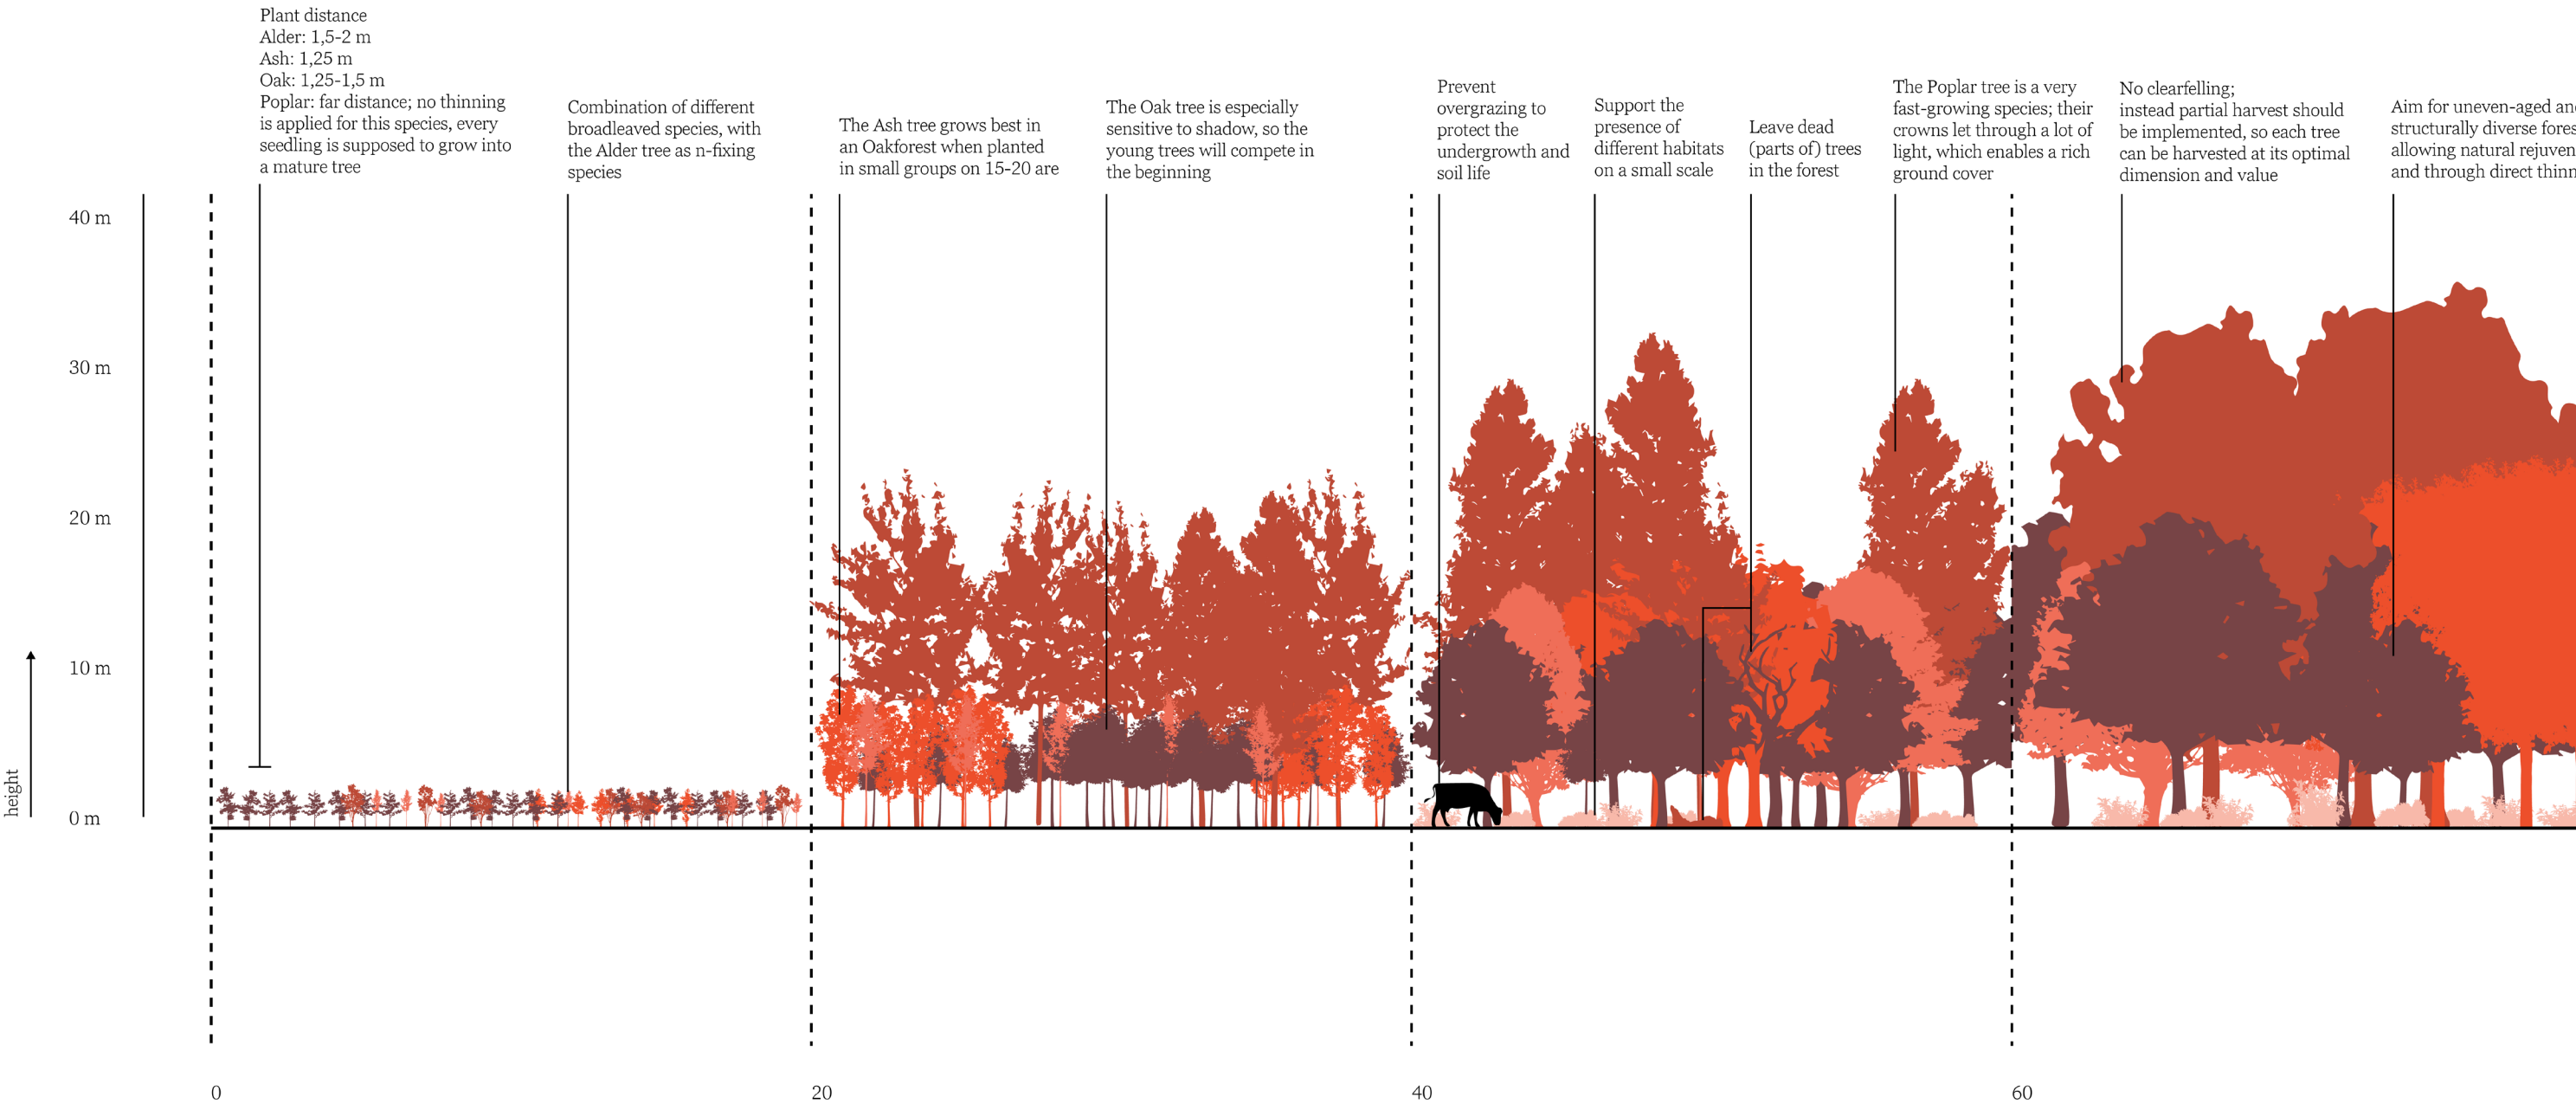 Plant distance
Alder: 1,5-2 m
Ash: 1,25 m
Oak: 1,25-1,5 m
Poplar: far distance; no thinning
is applied for this species, every
seedling is supposed to grow into
a mature tree
Combination of different
broadleaved species, with
the Alder tree as n-fixing
species
The Ash tree grows best in
an Oakforest when planted
in small groups on 15-20 are
The Oak tree is especially
sensitive to shadow, so the
young trees will compete in
the beginning
Prevent
overgrazing to
protect the
undergrowth and
soil life
Support the
presence of
different habitats
on a small scale
Leave dead
(parts of) trees
in the forest
The Poplar tree is a very
fast-growing species; their
crowns let through a lot of
light, which enables a rich
ground cover
No clearfelling;
instead partial harvest should
be implemented, so each tree
can be harvested at its optimal
dimension and value
Aim for uneven-aged
structurally diverse
allowing natural
and through direct
40 m
30 m
20 m
10 m
0 m
height
0
20
40
60